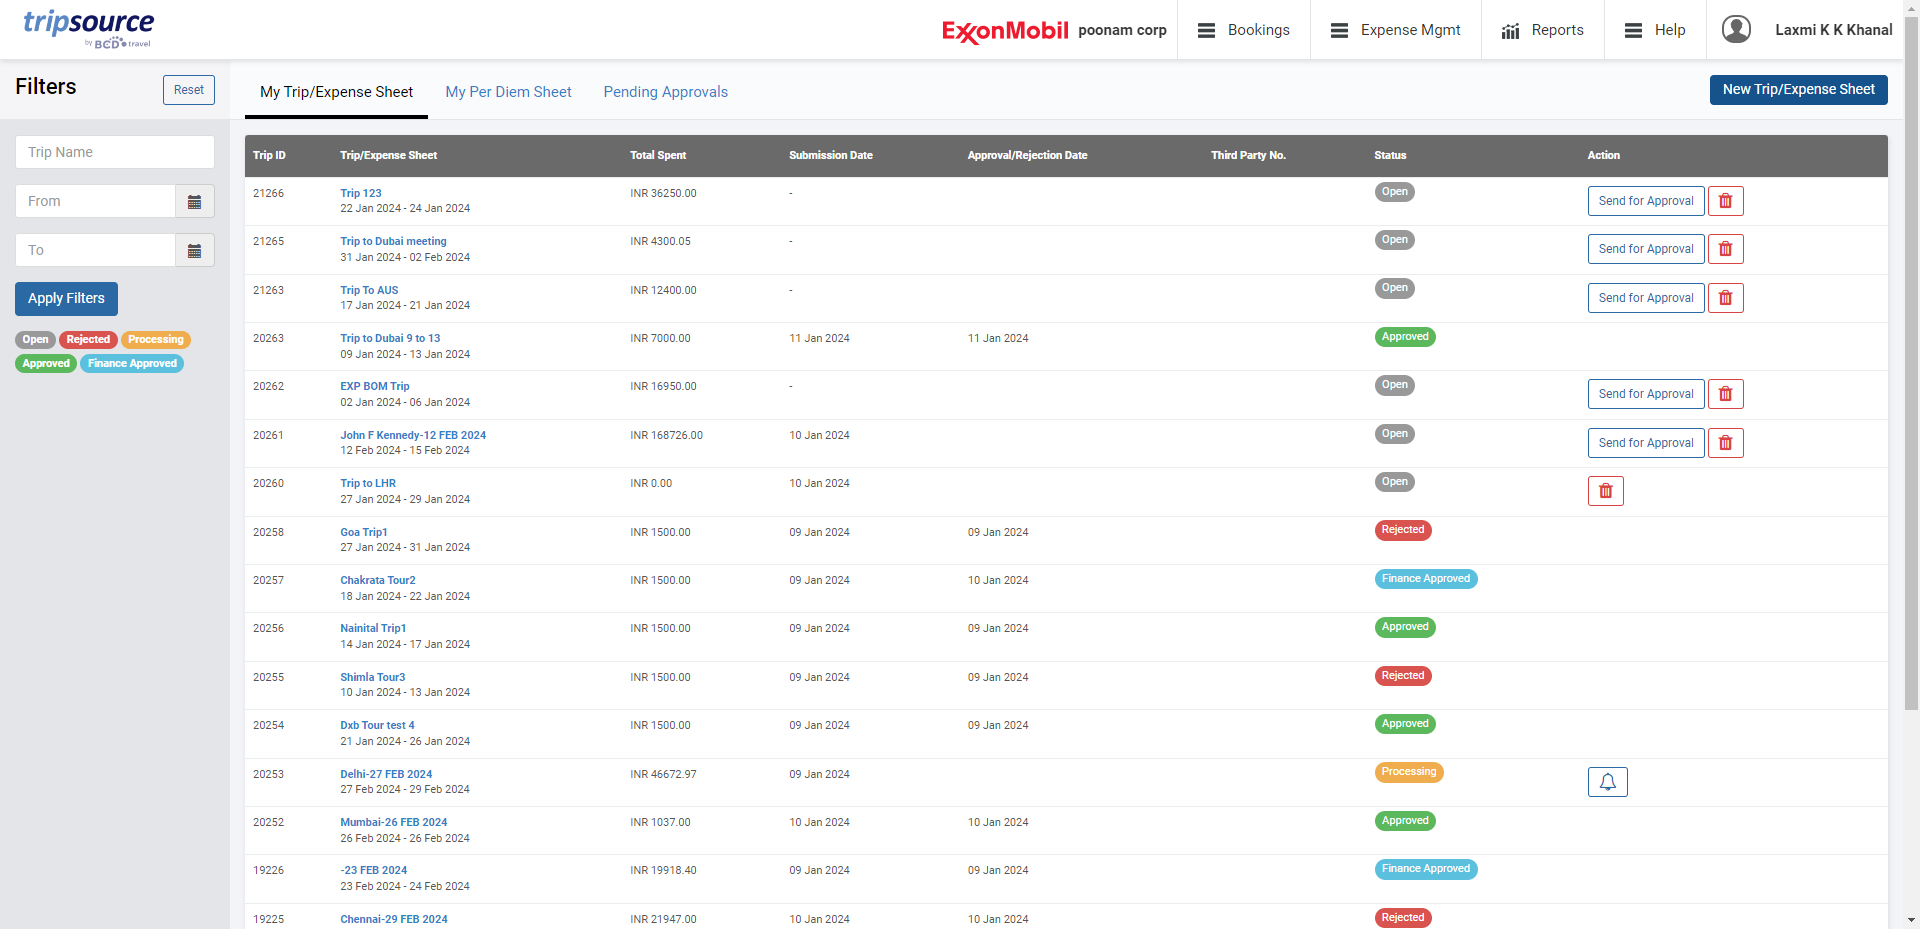 tripsource
by BCD travel
ExxonMobil poonam corp Bookings Expense Mgmt Reports Help Laxmi K K Khanal
Filters Reset
Trip Name
From
To
Apply Filters
Open Rejected Processing
Approved Finance Approved
My Trip/Expense Sheet My Per Diem Sheet Pending Approvals New Trip/Expense Sheet
Trip ID Trip/Expense Sheet Total Spent Submission Date Approval/Rejection Date Third Party No. Status Action
21266 Trip 123 INR 36250.00 - Open Send for Approval
22 Jan 2024 - 24 Jan 2024
21265 Trip to Dubai meeting INR 4300.05 - Open Send for Approval
31 Jan 2024 - 02 Feb 2024
21263 Trip To AUS INR 12400.00 - Open Send for Approval
17 Jan 2024 - 21 Jan 2024
20263 Trip to Dubai 9 to 13 INR 7000.00 11 Jan 2024 11 Jan 2024 Approved
09 Jan 2024 - 13 Jan 2024
20262 EXP BOM Trip INR 16950.00 - Open Send for Approval
02 Jan 2024 - 06 Jan 2024
20261 John F Kennedy-12 FEB 2024 INR 168726.00 10 Jan 2024 Open Send for Approval
12 Feb 2024 - 15 Feb 2024
20260 Trip to LHR INR 0.00 10 Jan 2024 Open
27 Jan 2024 - 29 Jan 2024
20258 Goa Trip1 INR 1500.00 09 Jan 2024 09 Jan 2024 Rejected
27 Jan 2024 - 31 Jan 2024
20257 Chakrata Tour2 INR 1500.00 09 Jan 2024 10 Jan 2024 Finance Approved
18 Jan 2024 - 22 Jan 2024
20256 Nainital Trip1 INR 1500.00 09 Jan 2024 09 Jan 2024 Approved
14 Jan 2024 - 17 Jan 2024
20255 Shimla Tour3 INR 1500.00 09 Jan 2024 09 Jan 2024 Rejected
10 Jan 2024 - 13 Jan 2024
20254 Dxb Tour test 4 INR 1500.00 09 Jan 2024 09 Jan 2024 Approved
21 Jan 2024 - 26 Jan 2024
20253 Delhi-27 FEB 2024 INR 46672.97 09 Jan 2024 Processing
27 Feb 2024 - 29 Feb 2024
20252 Mumbai-26 FEB 2024 INR 1037.00 10 Jan 2024 10 Jan 2024 Approved
26 Feb 2024 - 26 Feb 2024
19226 -23 FEB 2024 INR 19918.40 09 Jan 2024 09 Jan 2024 Finance Approved
23 Feb 2024 - 24 Feb 2024
19225 Chennai-29 FEB 2024 INR 21947.00 10 Jan 2024 10 Jan 2024 Rejected